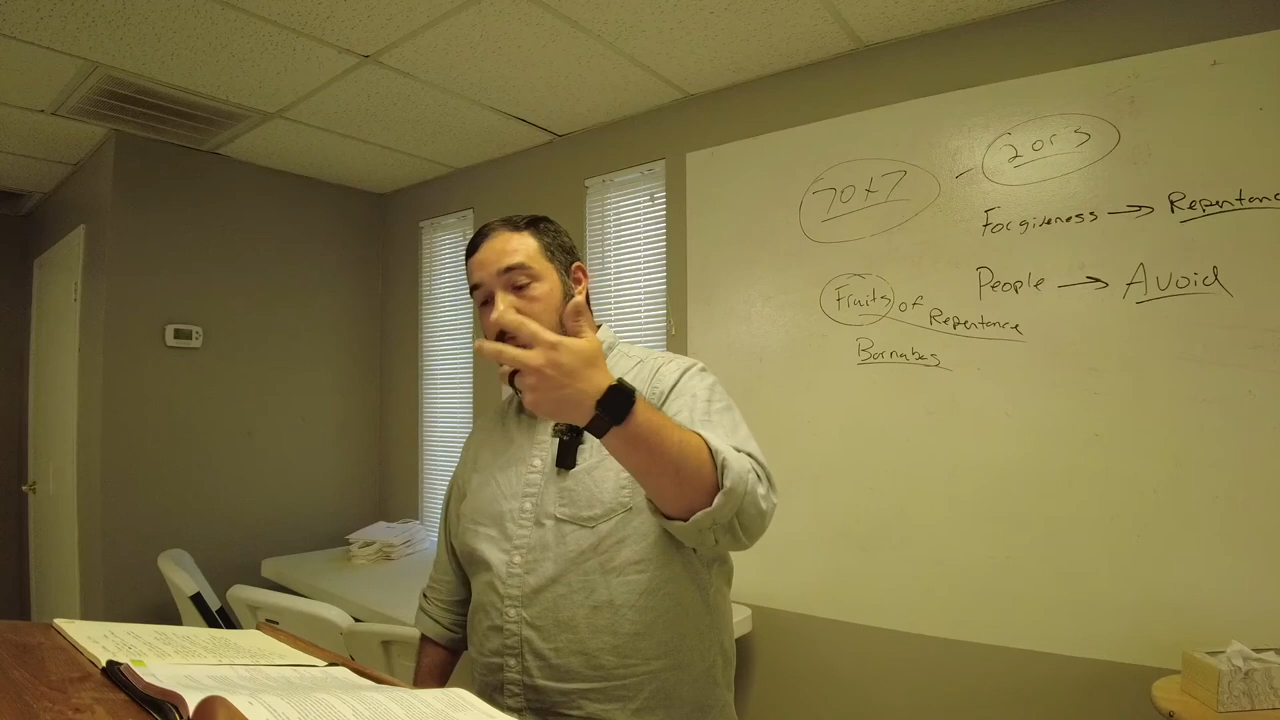 70x7 - 2 or 3
Forgiveness → Repentanc
People → Avoid
Fruits of Repentance
Barnabas